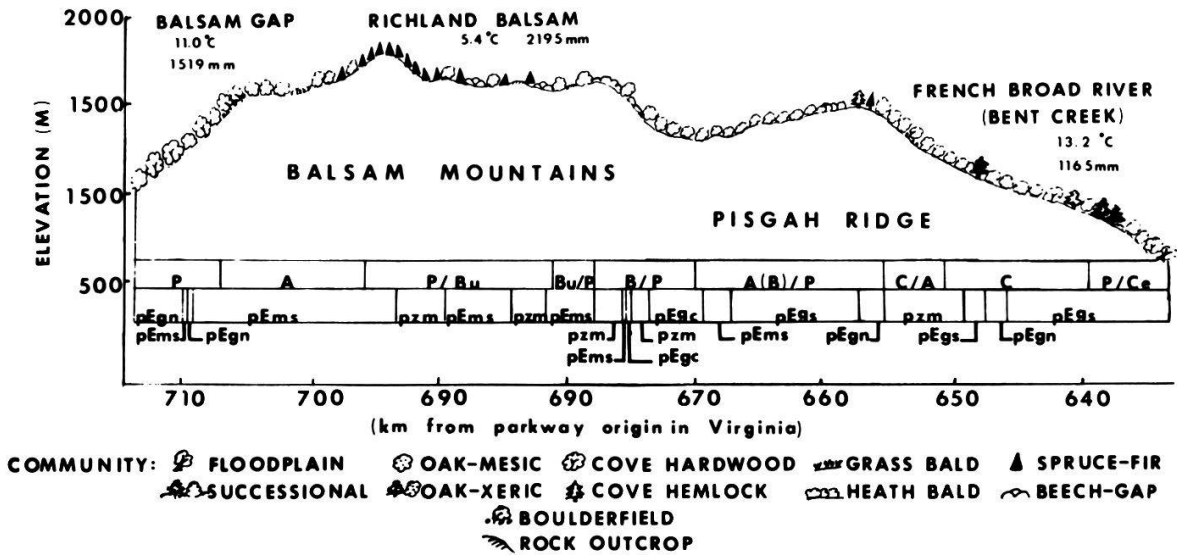 2000
BALSAM GAP
11.0°C
1519 mm
RICHLAND BALSAM
5.4°C 2195mm
1500
FRENCH BROAD RIVER
(BENT CREEK)
13.2 °C
1165mm
ELEVATION (M)
BALSAM MOUNTAINS
1500
PISGAH RIDGE
500
P A P/Bu Bu/P B/P A(B)/P C/A C P/Ce
pEgn pEms pzm pEms pzm pEms pEgc pEgs pzm pEgs
pEms pEgn pzm pzm pEms pEgn pEgs pEgn
pEms pEgc
710 700 690 680 670 660 650 640
(km from parkway origin in Virginia)
COMMUNITY: FLOODPLAIN OAK-MESIC COVE HARDWOOD GRASS BALD SPRUCE-FIR
SUCCESSIONAL OAK-XERIC COVE HEMLOCK HEATH BALD BEECH-GAP
BOULDERFIELD
ROCK OUTCROP